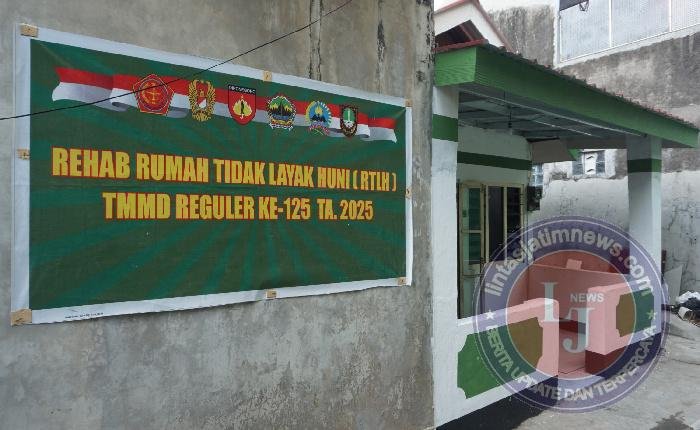 REHAB RUMAH TIDAK LAYAK HUNI ( RTLH )
TMMD REGULER KE-125 TA. 2025
lintasjatimnews.com
NEWS
LJ
BERITA UPDATE DAN TERPERCAYA